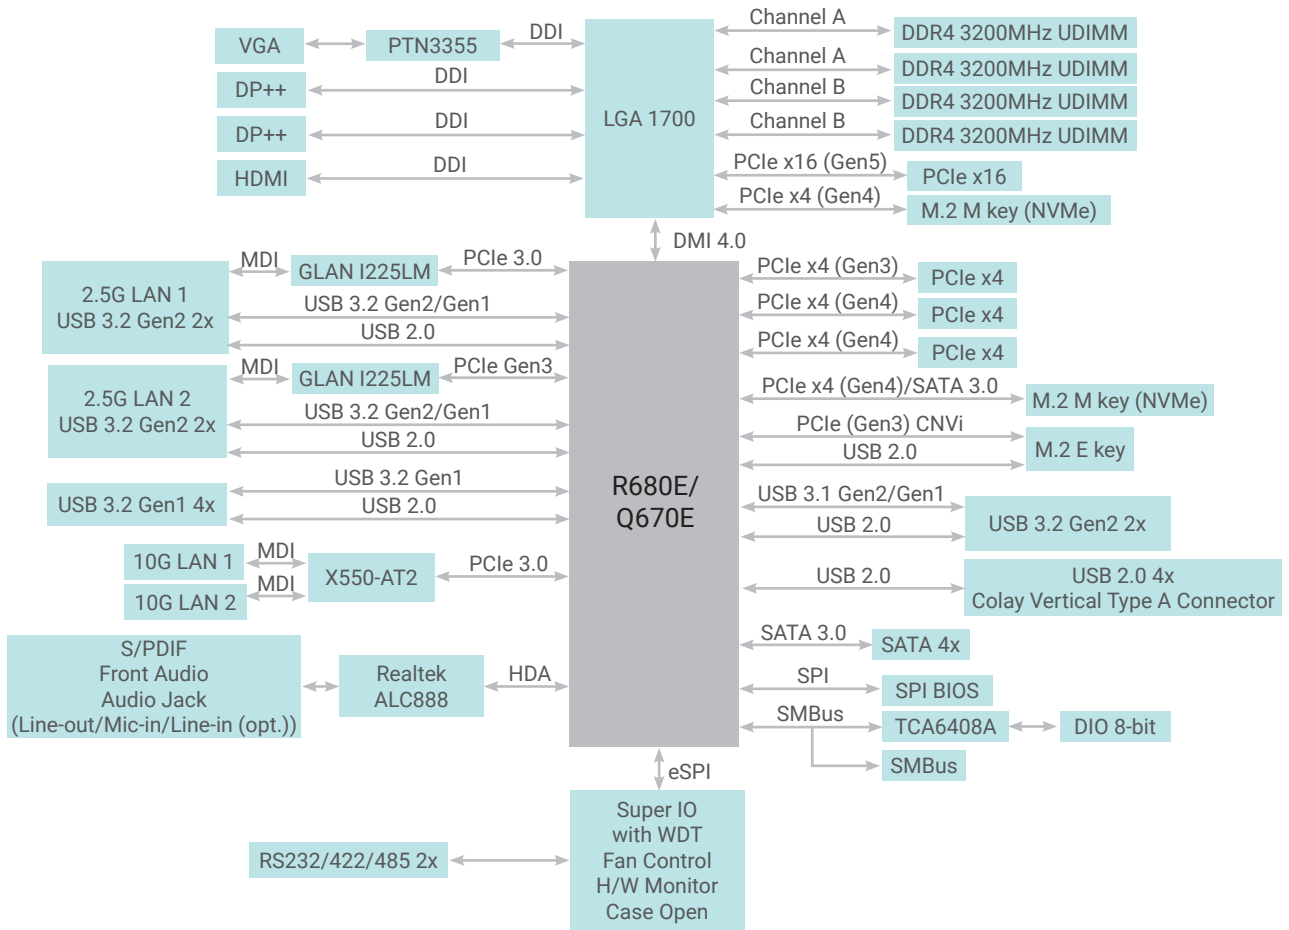 VGA
PTN3355
DDI
DP++
DDI
DP++
DDI
HDMI
DDI
LGA 1700
Channel A
DDR4 3200MHz UDIMM
Channel A
DDR4 3200MHz UDIMM
Channel B
DDR4 3200MHz UDIMM
Channel B
DDR4 3200MHz UDIMM
PCIe x16 (Gen5)
PCIe x16
PCIe x4 (Gen4)
M.2 M key (NVMe)
DMI 4.0
2.5G LAN 1
USB 3.2 Gen2 2x
MDI
GLAN I225LM
PCIe 3.0
USB 3.2 Gen2/Gen1
USB 2.0
2.5G LAN 2
USB 3.2 Gen2 2x
MDI
GLAN I225LM
PCIe Gen3
USB 3.2 Gen2/Gen1
USB 2.0
USB 3.2 Gen1 4x
USB 3.2 Gen1
USB 2.0
10G LAN 1
MDI
10G LAN 2
MDI
X550-AT2
PCIe 3.0
S/PDIF
Front Audio
Audio Jack
(Line-out/Mic-in/Line-in (opt.))
Realtek
ALC888
HDA
R680E/
Q670E
PCIe x4 (Gen3)
PCIe x4
PCIe x4 (Gen4)
PCIe x4
PCIe x4 (Gen4)
PCIe x4
PCIe x4 (Gen4)/SATA 3.0
M.2 M key (NVMe)
PCIe (Gen3) CNVi
USB 2.0
M.2 E key
USB 3.1 Gen2/Gen1
USB 2.0
USB 3.2 Gen2 2x
USB 2.0
USB 2.0 4x
Colay Vertical Type A Connector
SATA 3.0
SATA 4x
SPI
SPI BIOS
SMBus
TCA6408A
DIO 8-bit
SMBus
eSPI
Super IO
with WDT
Fan Control
H/W Monitor
Case Open
RS232/422/485 2x